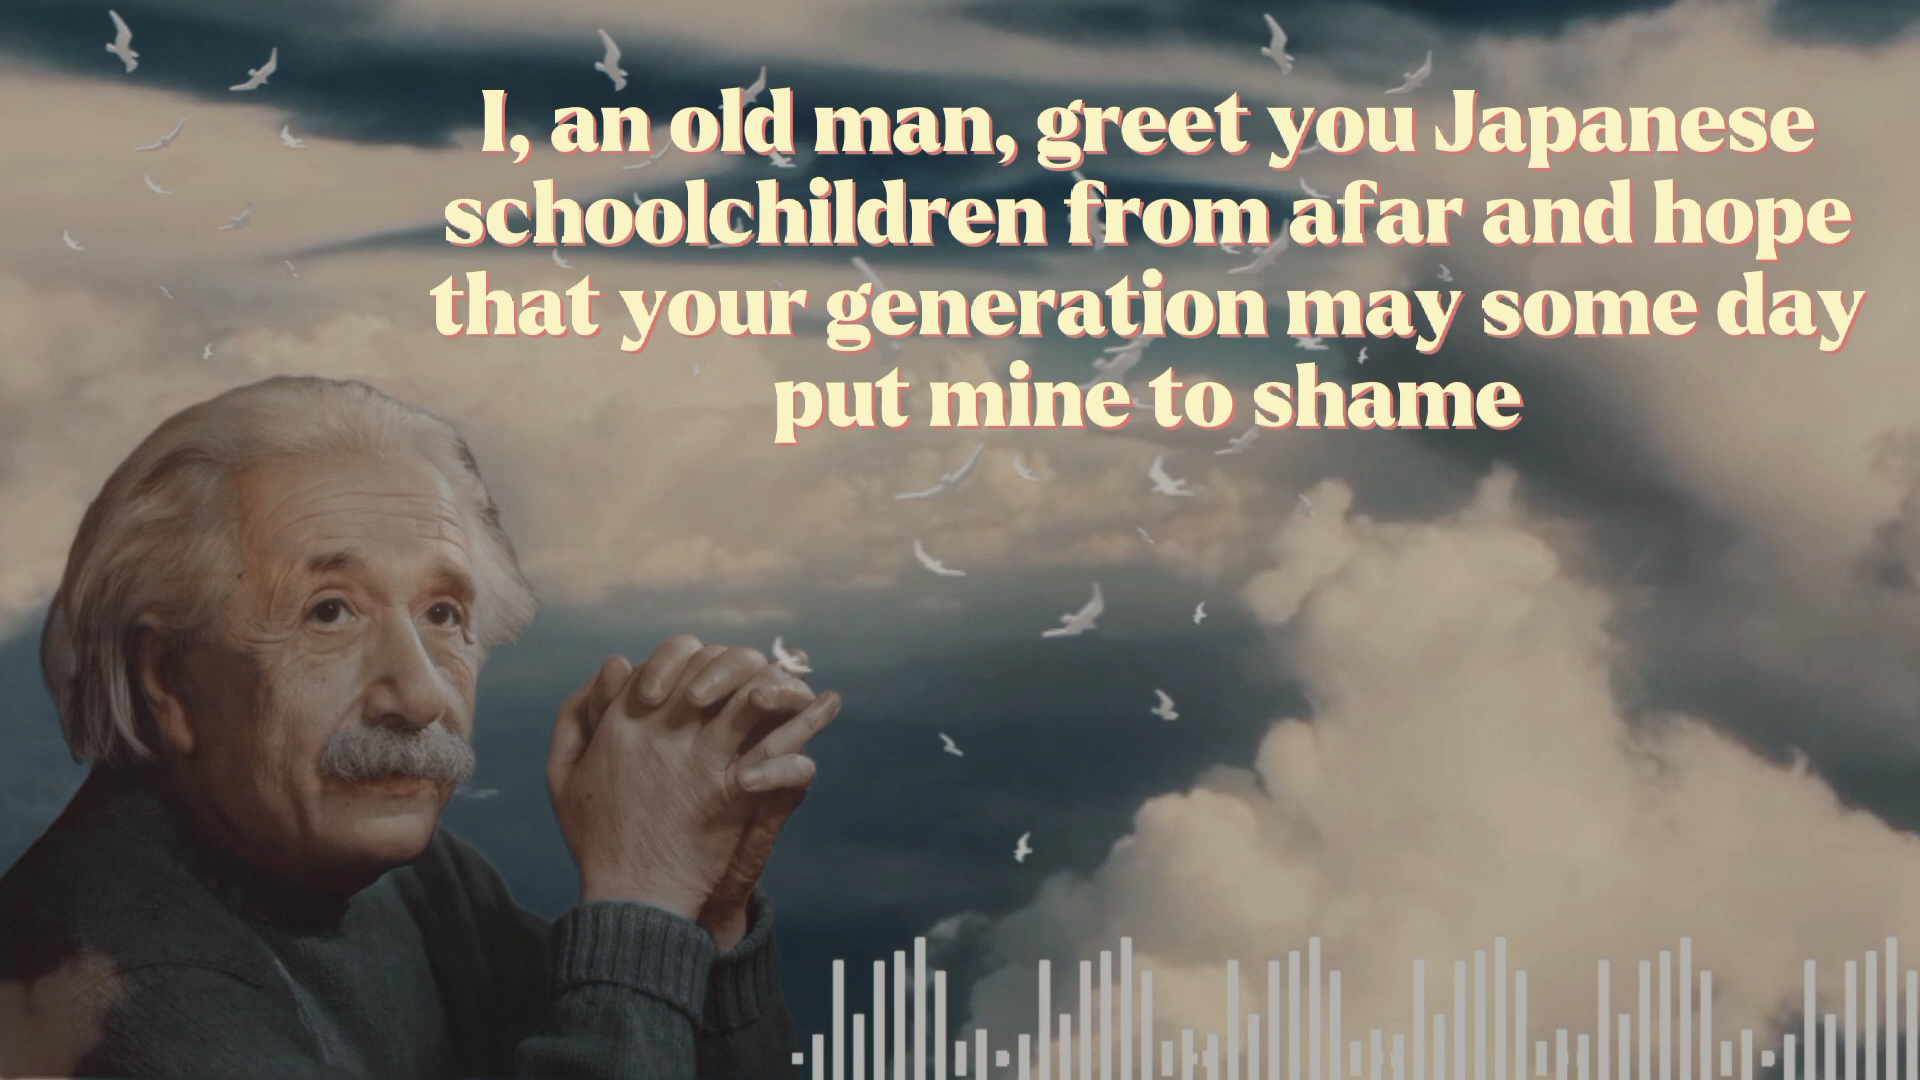 I, an old man, greet you Japanese
schoolchildren from afar and hope
that your generation may some day
put mine to shame